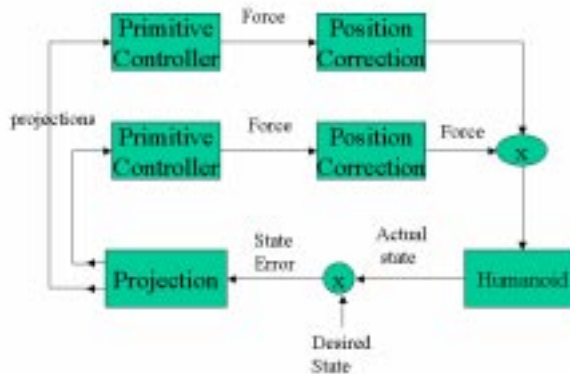 Primitive
Controller
Force
Position
Correction
projections
Primitive
Controller
Force
Position
Correction
Force
x
Projection
State
Error
x
Actual
state
Humanoid
Desired
State